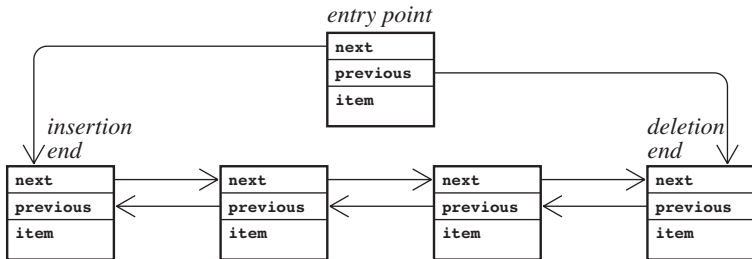 entry point
next
previous
item
insertion
end
deletion
end
next
previous
item
next
previous
item
next
previous
item
next
previous
item